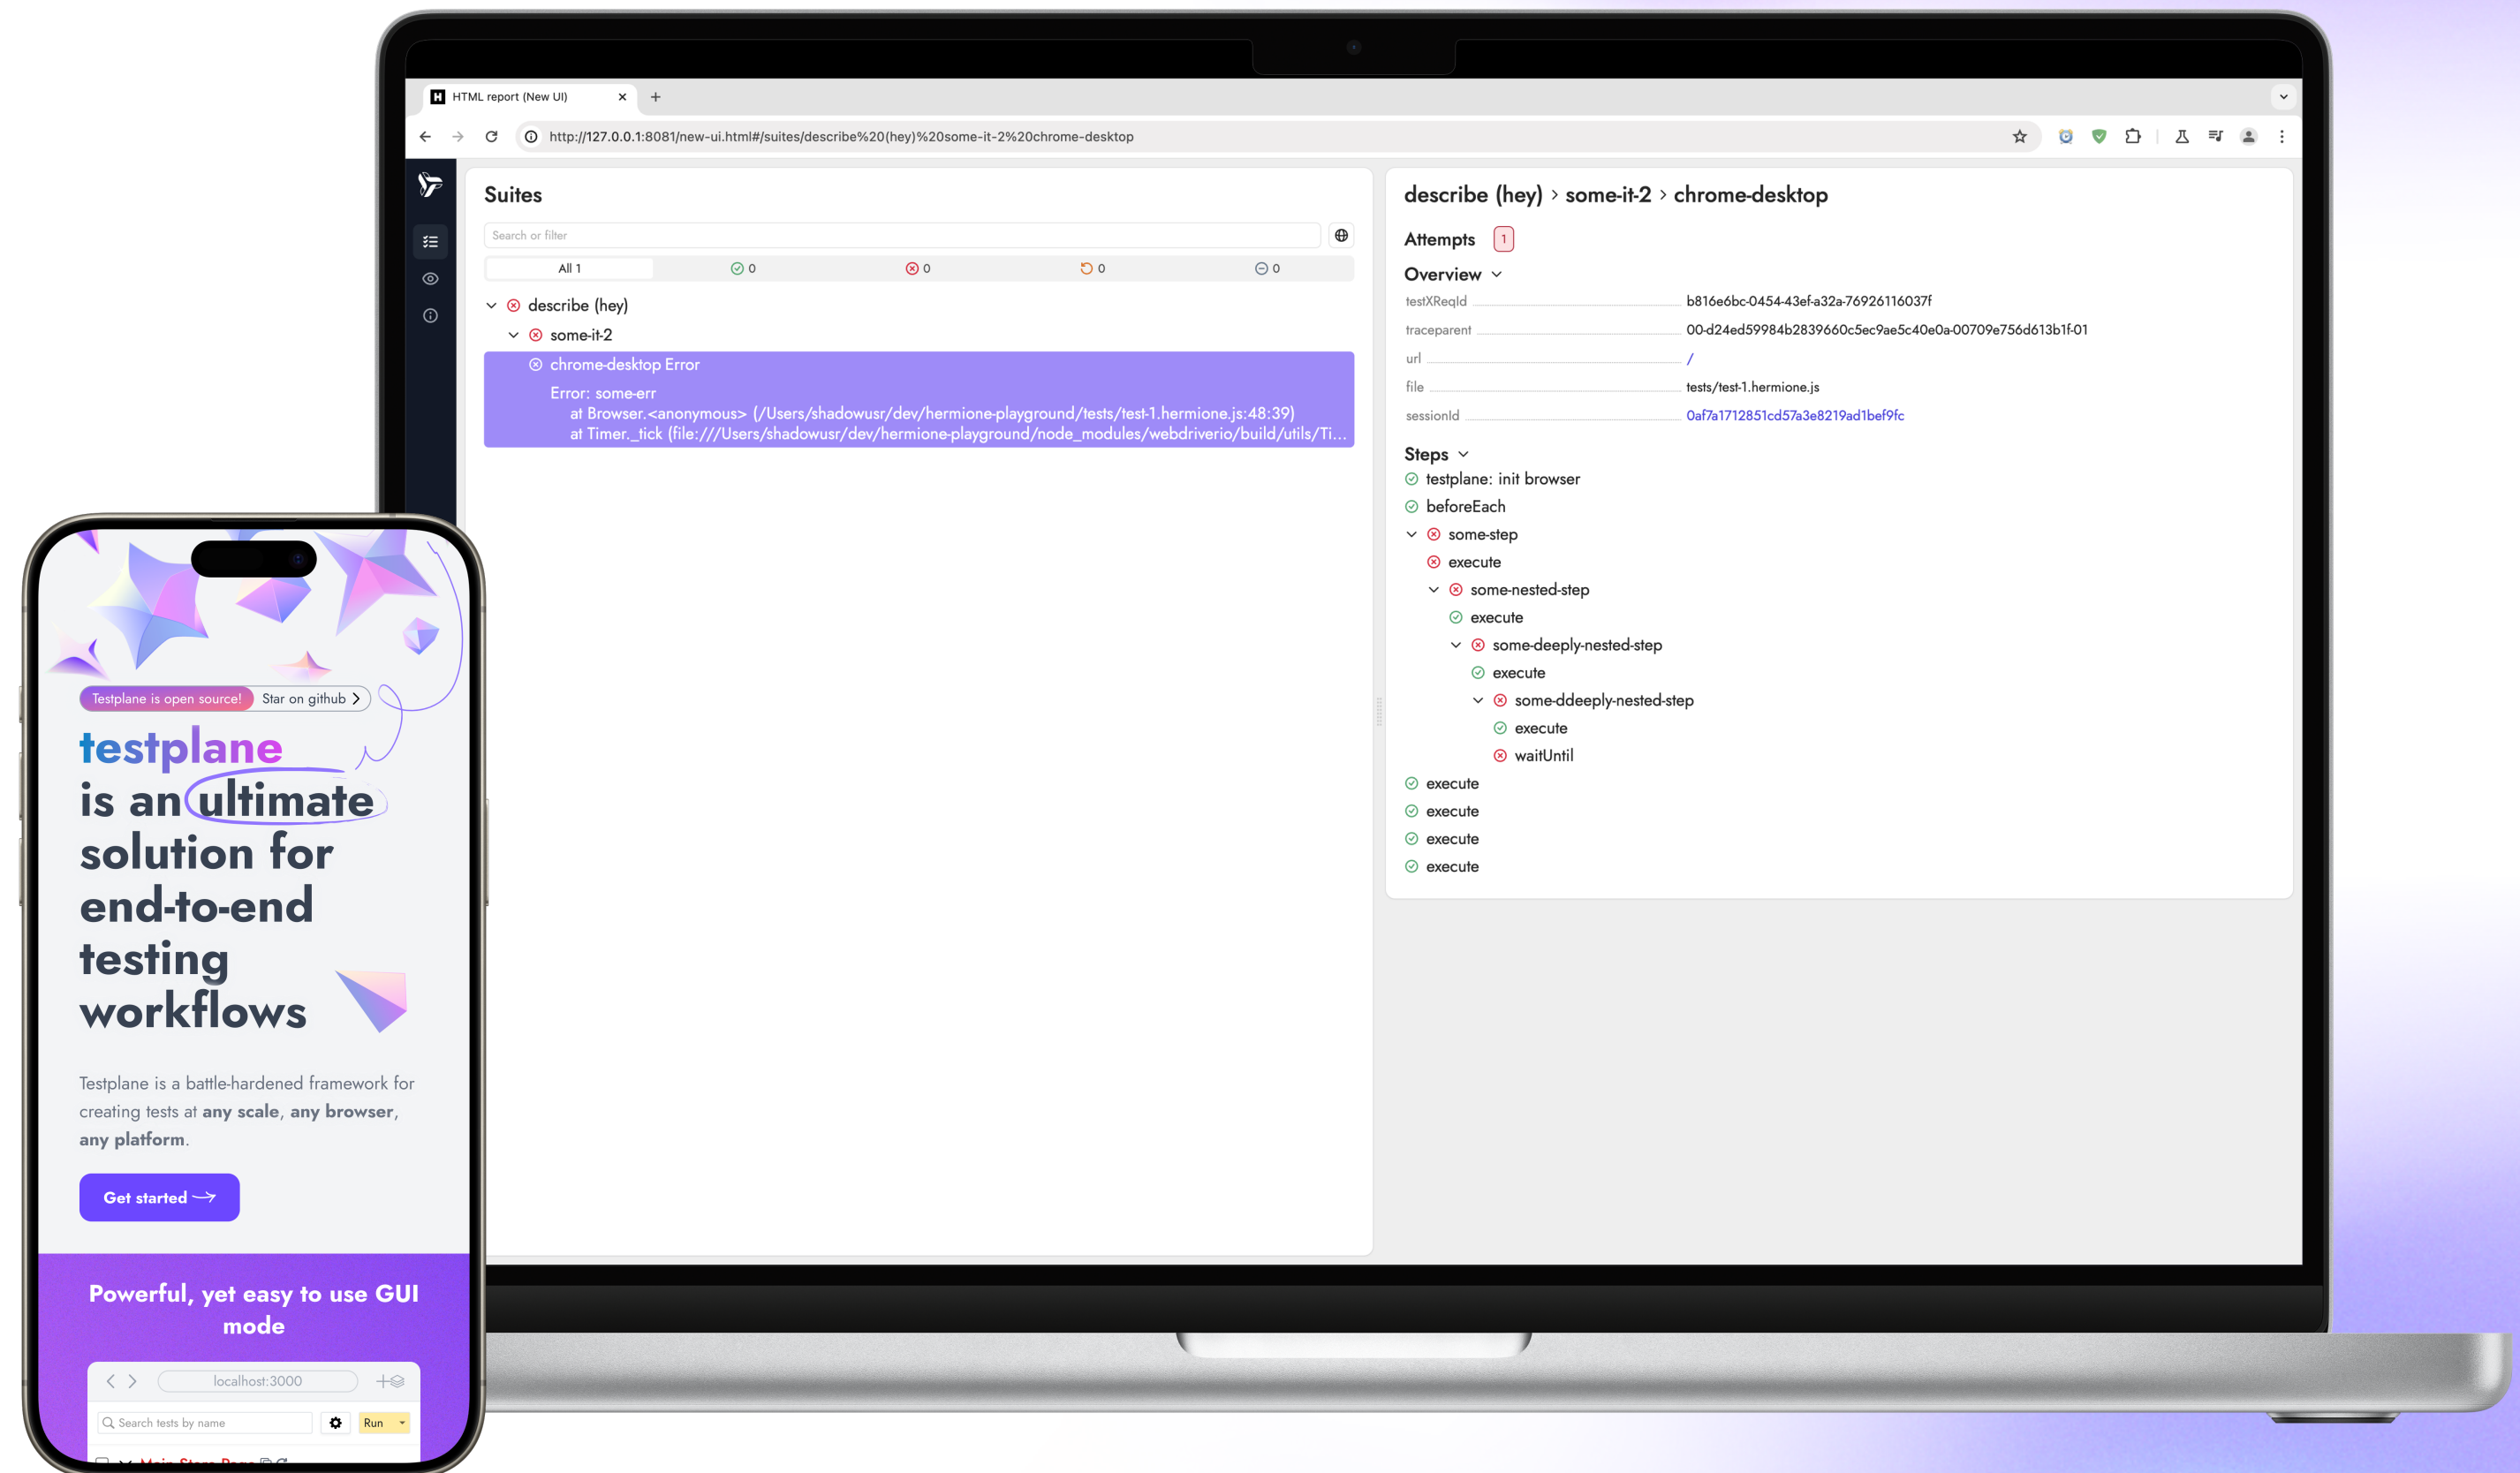 HTML report (New UI)
http://127.0.0.1:8081/new-ui.html#/suites/describe%20(hey)%20some-it-2%20chrome-desktop
Suites
Search or filter
All 1
0
0
0
0
describe (hey)
some-it-2
chrome-desktop Error
Error: some-err
at Browser.<anonymous> (/Users/shadowusr/dev/hermione-playground/tests/test-1.hermione.js:48:39)
at Timer._tick (file:///Users/shadowusr/dev/hermione-playground/node_modules/webdriverio/build/utils/Ti...
describe (hey) > some-it-2 > chrome-desktop
Attempts 1
Overview
testXReqId b816e6bc-0454-43ef-a32a-76926116037f
traceparent 00-d24ed59984b2839660c5ec9ae5c40e0a-00709e756d613b1f-01
url /
file tests/test-1.hermione.js
sessionId 0af7a1712851cd57a3e8219ad1bef9fc
Steps
testplane: init browser
beforeEach
some-step
execute
some-nested-step
execute
some-deeply-nested-step
execute
some-ddeeply-nested-step
execute
waitUntil
execute
execute
execute
execute
Testplane is open source! Star on github
testplane
is an ultimate
solution for
end-to-end
testing
workflows
Testplane is a battle-hardened framework for
creating tests at any scale, any browser,
any platform.
Get started
Powerful, yet easy to use GUI
mode
localhost:3000
Search tests by name
Run
Main Store Page